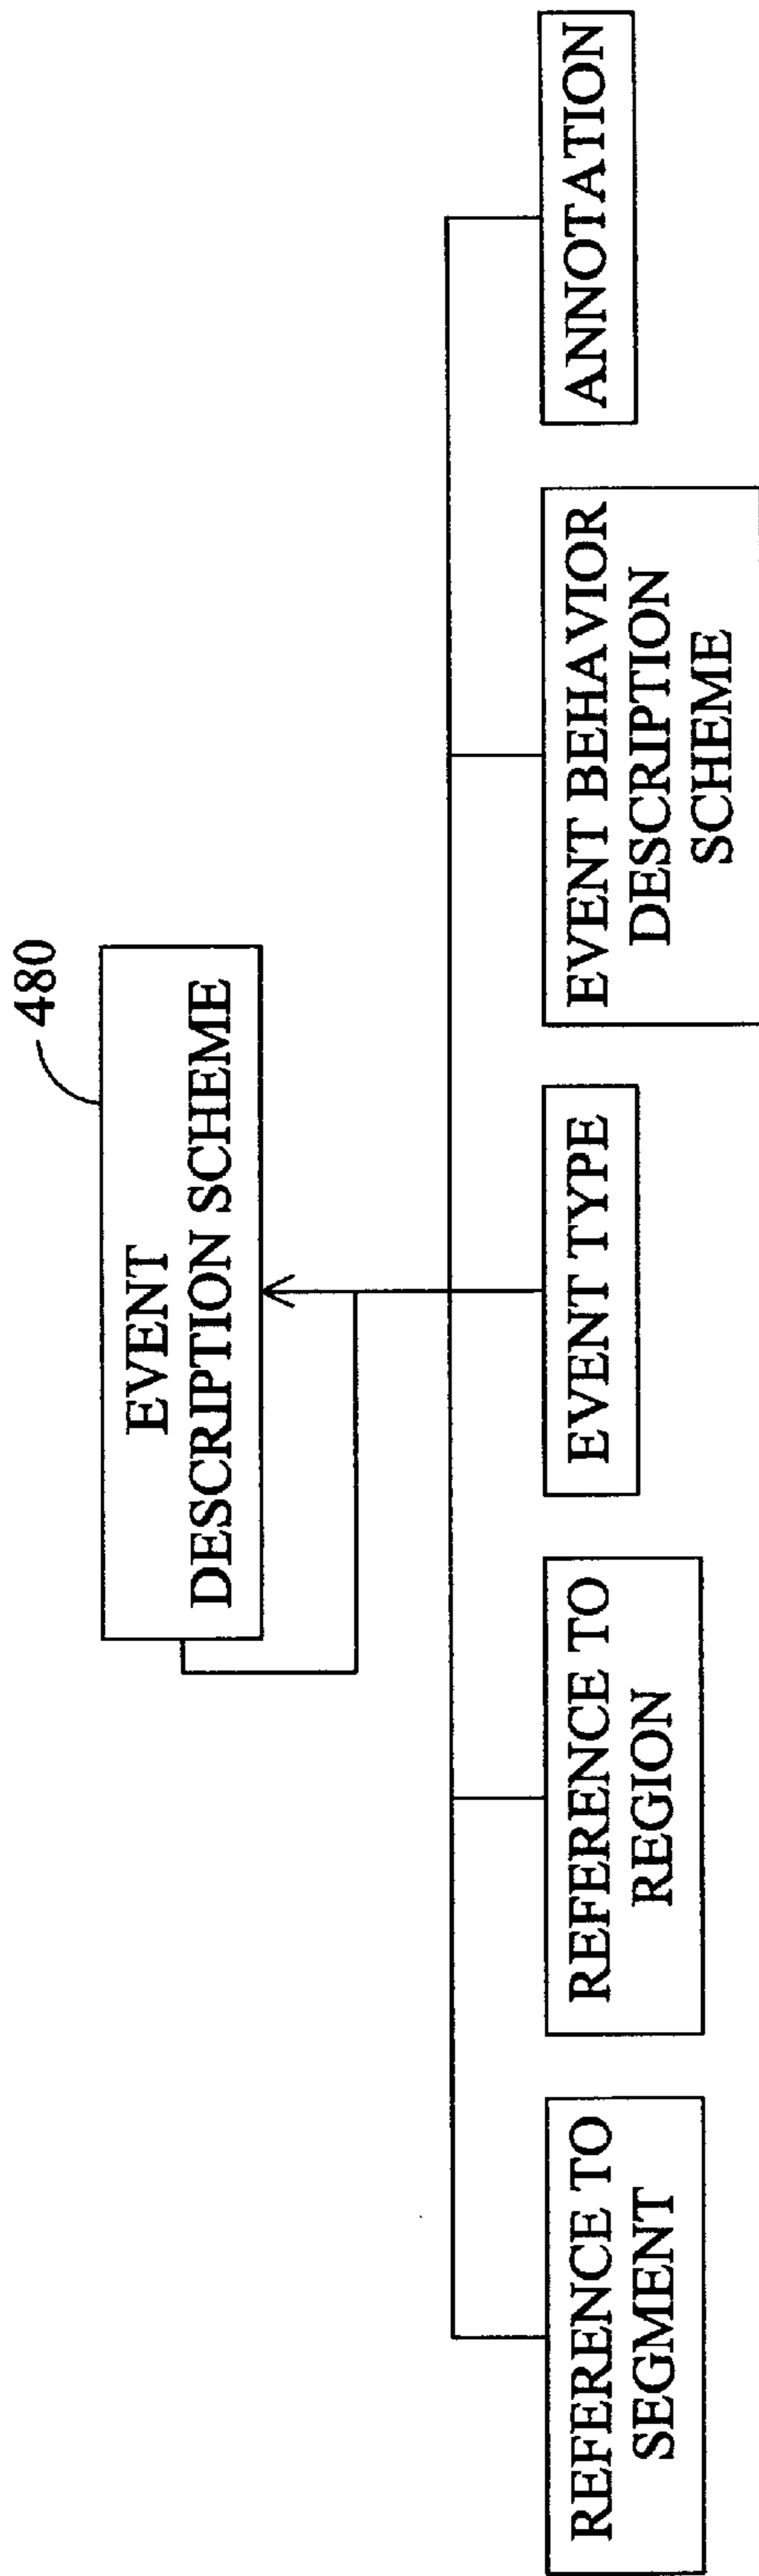 480
EVENT
DESCRIPTION SCHEME
REFERENCE TO
SEGMENT
REFERENCE TO
REGION
EVENT TYPE
EVENT BEHAVIOR
DESCRIPTION
SCHEME
ANNOTATION